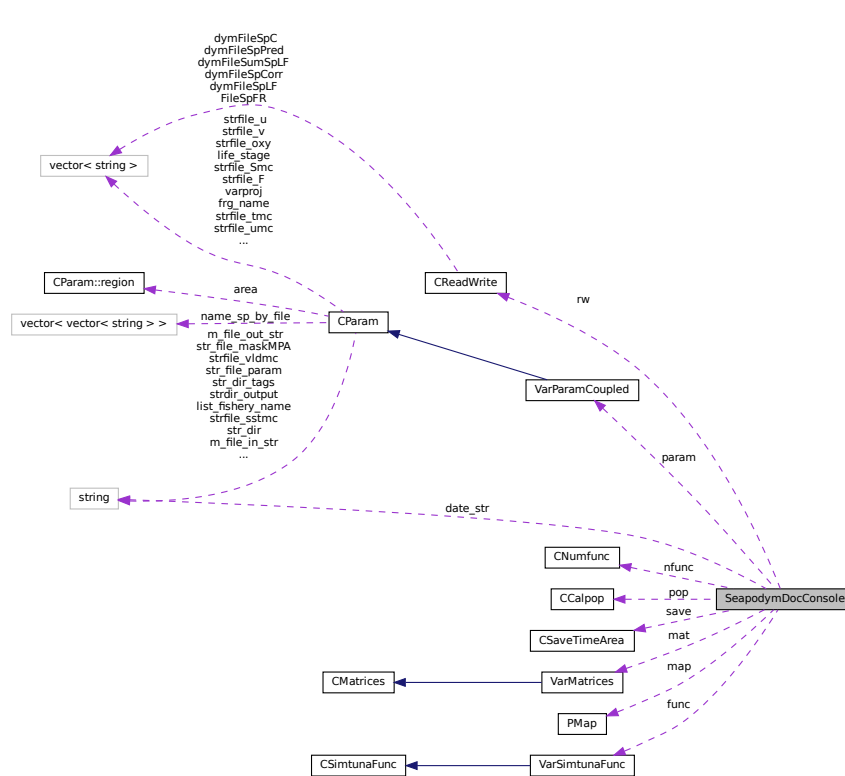 dymFileSpC
dymFileSpPred
dymFileSumSpLF
dymFileSpCorr
dymFileSpLF
FileSpFR
strfile_u
strfile_v
strfile_oxy
life_stage
strfile_Smc
strfile_F
varproj
frg_name
strfile_tmc
strfile_umc
...
vector< string >
CParam::region
area
CReadWrite
rw
vector< vector< string > >
name_sp_by_file
CParam
m_file_out_str
str_file_maskMPA
strfile_vldmc
str_file_param
str_dir_tags
strdir_output
list_fishery_name
strfile_sstmc
str_dir
m_file_in_str
...
VarParamCoupled
param
string
date_str
CNumfunc
nfunc
CCalpop
pop
SeapodymDocConsole
save
CSaveTimeArea
mat
CMatrices
VarMatrices
map
PMap
func
CSimtunaFunc
VarSimtunaFunc